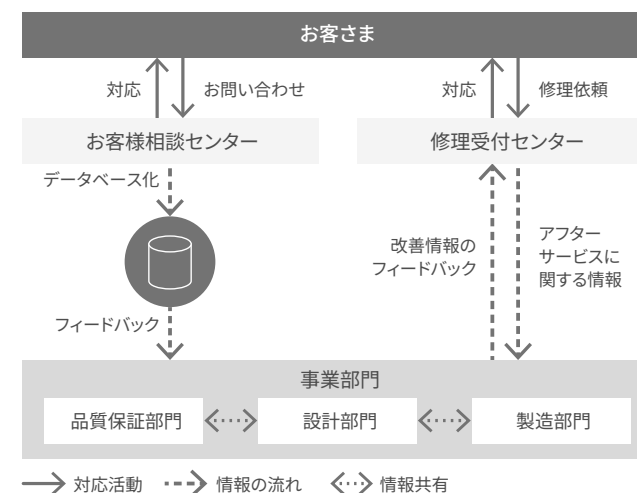 お客さま
対応
お問い合わせ
対応
修理依頼
お客様相談センター
修理受付センター
データベース化
改善情報の
フィードバック
アフター
サービスに
関する情報
フィードバック
事業部門
品質保証部門
設計部門
製造部門
対応活動
情報の流れ
情報共有